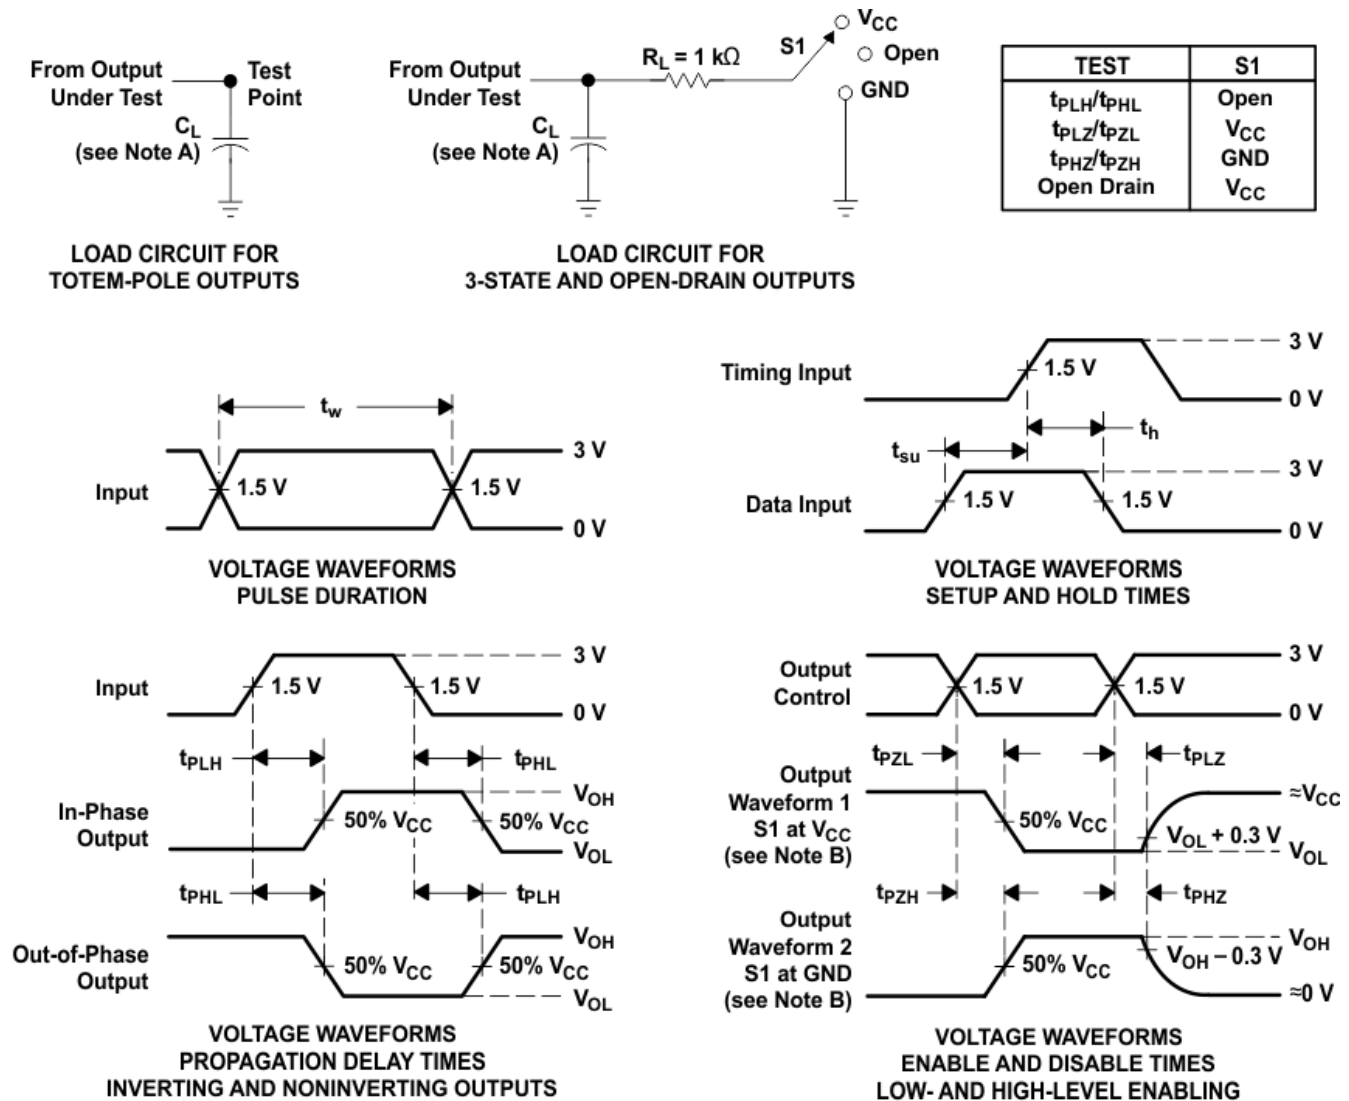 From Output
Under Test
Test
Point
CL
(see Note A)
LOAD CIRCUIT FOR
TOTEM-POLE OUTPUTS
From Output
Under Test
RL = 1 kΩ
S1
VCC
Open
GND
CL
(see Note A)
LOAD CIRCUIT FOR
3-STATE AND OPEN-DRAIN OUTPUTS
TEST S1
tPLH/tPHL Open
tPLZ/tPZL VCC
tPHZ/tPZH GND
Open Drain VCC
tw
Input
1.5 V
1.5 V
3 V
0 V
VOLTAGE WAVEFORMS
PULSE DURATION
Timing Input
1.5 V
3 V
0 V
th
tsu
Data Input
1.5 V
1.5 V
3 V
0 V
VOLTAGE WAVEFORMS
SETUP AND HOLD TIMES
Input
1.5 V
1.5 V
3 V
0 V
tPLH
tPHL
In-Phase
Output
50% VCC
50% VCC
VOH
VOL
tPHL
tPLH
Out-of-Phase
Output
50% VCC
50% VCC
VOH
VOL
VOLTAGE WAVEFORMS
PROPAGATION DELAY TIMES
INVERTING AND NONINVERTING OUTPUTS
Output
Control
1.5 V
1.5 V
3 V
0 V
tPZL
tPLZ
Output
Waveform 1
S1 at VCC
(see Note B)
50% VCC
≈VCC
VOL + 0.3 V
VOL
tPZH
tPHZ
Output
Waveform 2
S1 at GND
(see Note B)
50% VCC
VOH
VOH − 0.3 V
≈0 V
VOLTAGE WAVEFORMS
ENABLE AND DISABLE TIMES
LOW- AND HIGH-LEVEL ENABLING